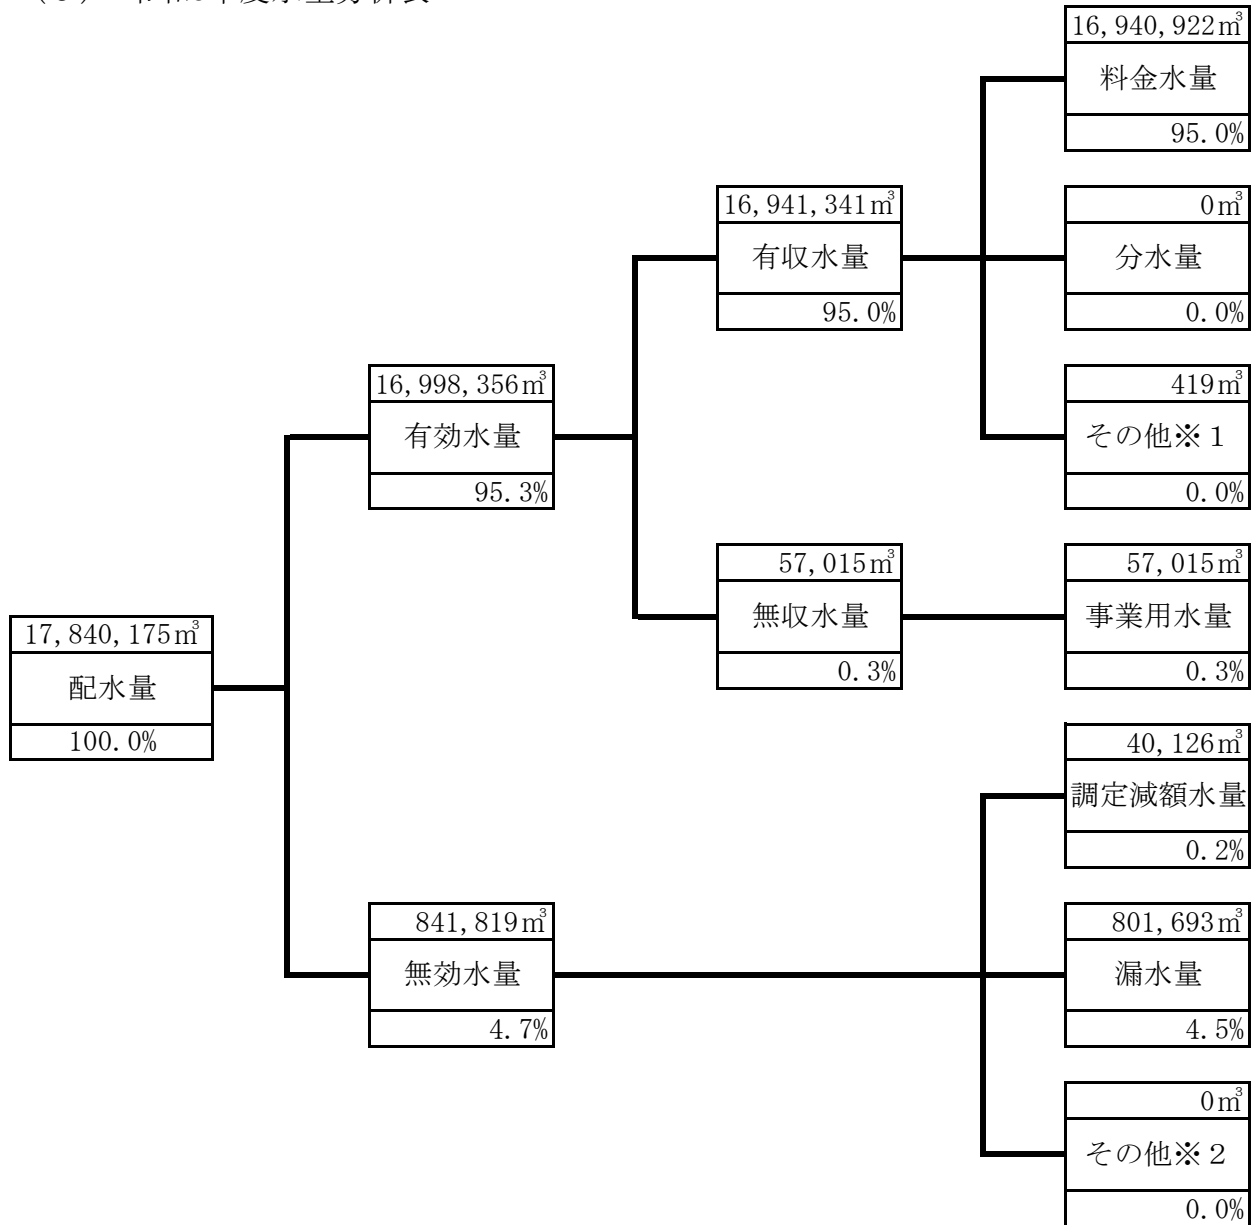 16,940,922㎥
料金水量
95.0%
16,941,341㎥
有収水量
95.0%
0㎥
分水量
0.0%
16,998,356㎥
有効水量
95.3%
419㎥
その他※1
0.0%
57,015㎥
無収水量
0.3%
57,015㎥
事業用水量
0.3%
17,840,175㎥
配水量
100.0%
40,126㎥
調定減額水量
0.2%
841,819㎥
無効水量
4.7%
801,693㎥
漏水量
4.5%
0㎥
その他※2
0.0%